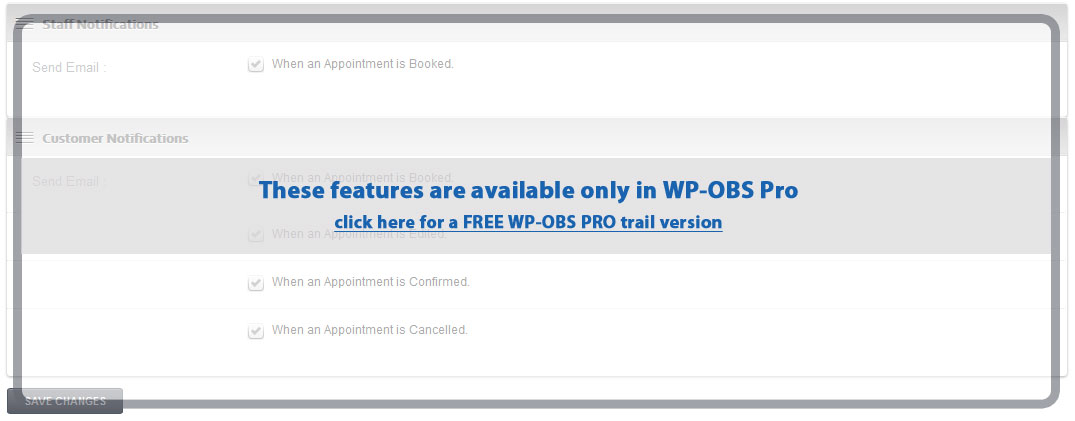 Staff Notifications
Send Email :
When an Appointment is Booked.
Customer Notifications
Send Email :
When an Appointment is Booked.
These features are available only in WP-OBS Pro
click here for a FREE WP-OBS PRO trail version
When an Appointment is Edited.
When an Appointment is Confirmed.
When an Appointment is Cancelled.
SAVE CHANGES